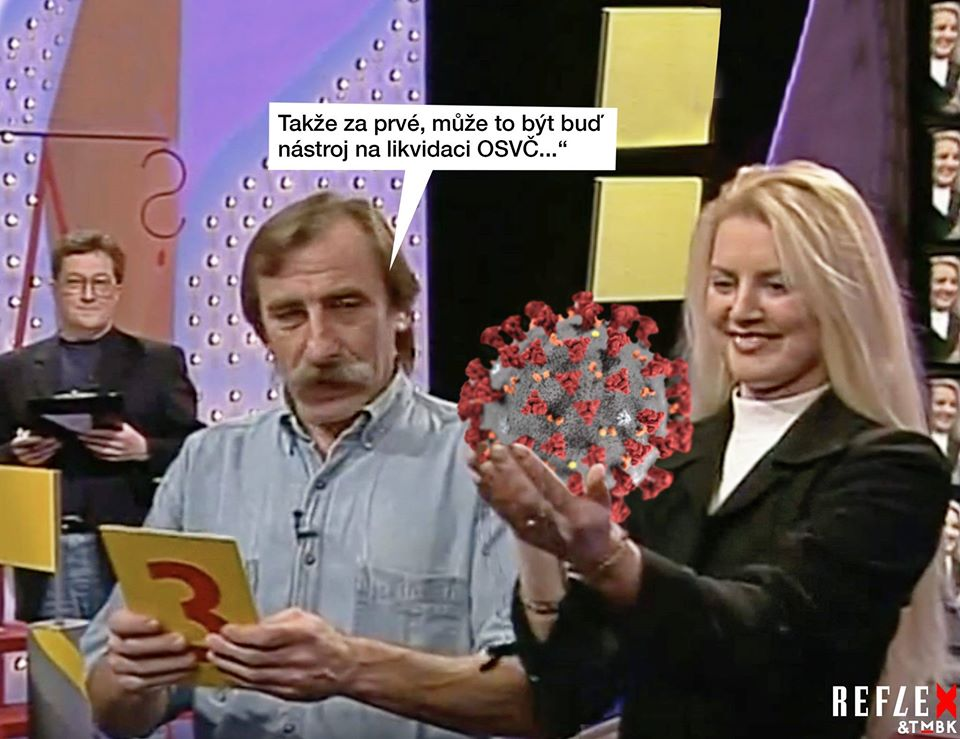 Takže za prvé, může to být buď
nástroj na likvidaci OSVČ...“
3
REFLEX
&TMBK